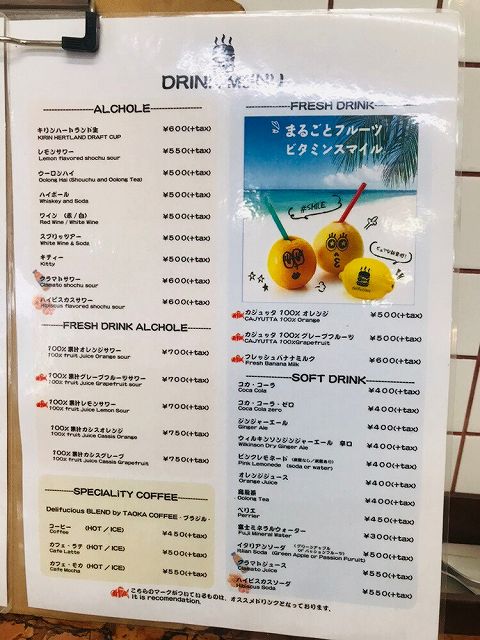 DRINK MENU
ALCHOLE
キリンハートランド生 ¥600(+tax)
KIRIN HERTLAND DRAFT CUP
レモンサワー ¥550(+tax)
Lemon flavored shochu sour
ウーロンハイ ¥500(+tax)
Oolong Hai (Shouchu and Oolong Tea)
ハイボール ¥500(+tax)
Whiskey and Soda
ワイン (赤/白) ¥500(+tax)
Red Wine / White Wine
スプリッツアー ¥500(+tax)
White Wine & Soda
キティー ¥500(+tax)
Kitty
クラマトサワー ¥600(+tax)
Clamato shochu sour
ハイビスカスサワー ¥600(+tax)
Hibiscus flavored shochu sour
FRESH DRINK ALCHOLE
100% 果汁オレンジサワー ¥700(+tax)
100% fruit Juice Orange sour
100% 果汁グレープフルーツサワー ¥700(+tax)
100% fruit Juice Grapefruit sour
100% 果汁レモンサワー ¥700(+tax)
100% fruit Juice Lemon Sour
100% 果汁カシスオレンジ ¥750(+tax)
100% fruit Juice Cassis Orange
100% 果汁カシスグレープ ¥750(+tax)
100% fruit Juice Cassis Grapefruit
SPECIALITY COFFEE
Delifucious BLEND by TAOKA COFFEE - ブラジル -
コーヒー (HOT / ICE) ¥450(+tax)
Coffee
カフェ・ラテ (HOT / ICE) ¥500(+tax)
Cafe Latte
カフェ・モカ (HOT / ICE) ¥550(+tax)
Cafe Mocha
FRESH DRINK
まるごとフルーツ
ビタミンスマイル
#SMILE
カジュッタ 100% オレンジ ¥500(+tax)
CAJYUTTA 100% Orange
カジュッタ 100% グレープフルーツ ¥500(+tax)
CAJYUTTA 100%Grapefruit
フレッシュバナナミルク ¥600(+tax)
Fresh Banana Milk
SOFT DRINK
コカ・コーラ ¥400(+tax)
Coca Cola
コカ・コーラ・ゼロ ¥400(+tax)
Coca Cola zero
ジンジャーエール ¥400(+tax)
Ginger Ale
ウィルキンソンジンジャーエール 辛口 ¥400(+tax)
Wilkinson Dry Ginger Ale
ピンクレモネード ¥400(+tax)
Pink Lemonede (soda or water)
オレンジジュース ¥400(+tax)
Orange Juice
烏龍茶 ¥400(+tax)
Oolong Tea
ペリエ ¥450(+tax)
Perrier
富士ミネラルウォーター ¥300(+tax)
Fuji Mineral Water
イタリアンソーダ ¥500(+tax)
Itlian Soda (Green Apple or Passion Furuit)
クラマトジュース ¥550(+tax)
Clamato Juice
ハイビスカスソーダ ¥550(+tax)
Hibiscus Soda
こちらのマークがついているものは、オススメドリンクとなっております。
It is recomendation.